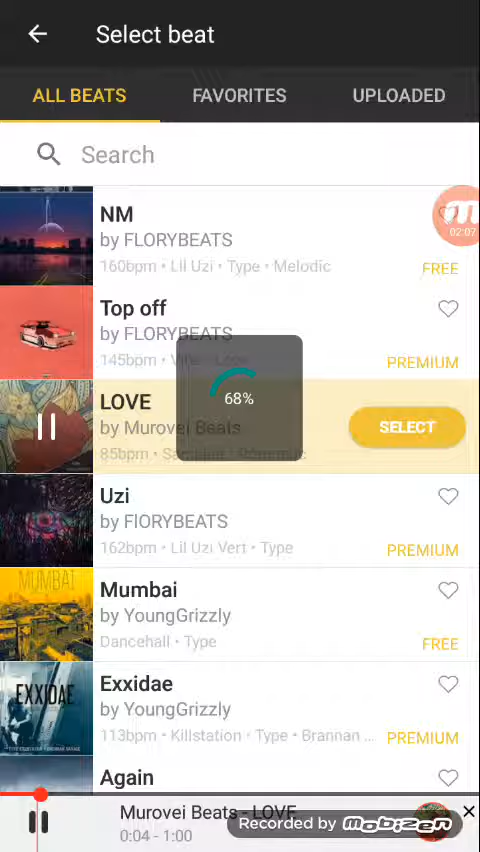 Select beat
ALL BEATS
FAVORITES
UPLOADED
Search
NM
02:07
by FLORYBEATS
160bpm • Lil Uzi • Type • Melodic
FREE
Top off
by FLORYBEATS
145bpm •
PREMIUM
LOVE
68%
by Murovei Beats
SELECT
85bpm •
Uzi
by FlORYBEATS
162bpm • Lil Uzi Vert • Type
PREMIUM
MUMBAI
Mumbai
by YoungGrizzly
Dancehall • Type
FREE
EXXIDAE
Exxidae
by YoungGrizzly
113bpm • Killstation • Type • Brannan ...
PREMIUM
Again
Murovei Beats - LOVE
0:04 - 1:00
Recorded by mobizen